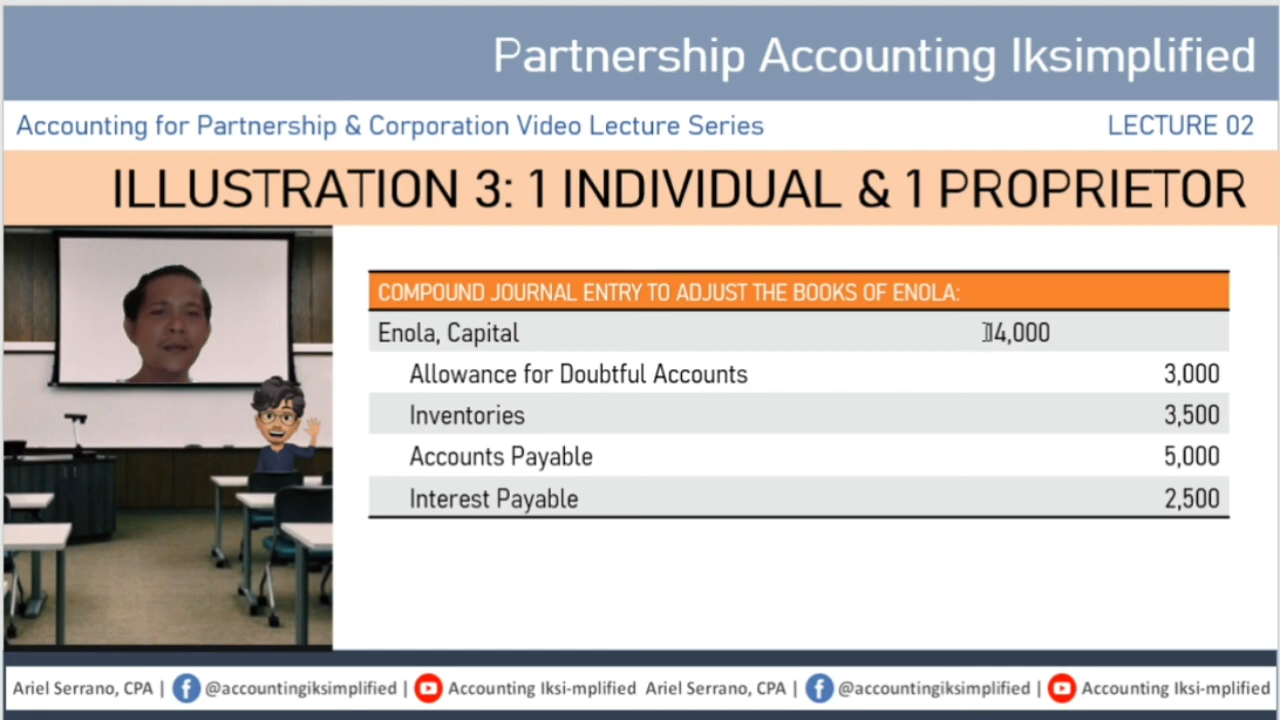 Partnership Accounting Iksimplified
Accounting for Partnership & Corporation Video Lecture Series LECTURE 02
ILLUSTRATION 3: 1 INDIVIDUAL & 1 PROPRIETOR
COMPOUND JOURNAL ENTRY TO ADJUST THE BOOKS OF ENOLA:
Enola, Capital 14,000
Allowance for Doubtful Accounts 3,000
Inventories 3,500
Accounts Payable 5,000
Interest Payable 2,500
Ariel Serrano, CPA | @accountingiksimplified | Accounting Iksi-mplified Ariel Serrano, CPA | @accountingiksimplified | Accounting Iksi-mplified